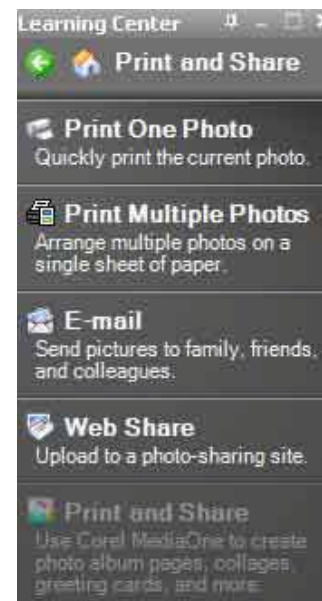 Learning Center
Print and Share
Print One Photo
Quickly print the current photo.
Print Multiple Photos
Arrange multiple photos on a
single sheet of paper.
E-mail
Send pictures to family, friends,
and colleagues.
Web Share
Upload to a photo-sharing site.
Print and Share
Use Corel MediaOne to create
photo album pages, collages,
greeting cards, and more.